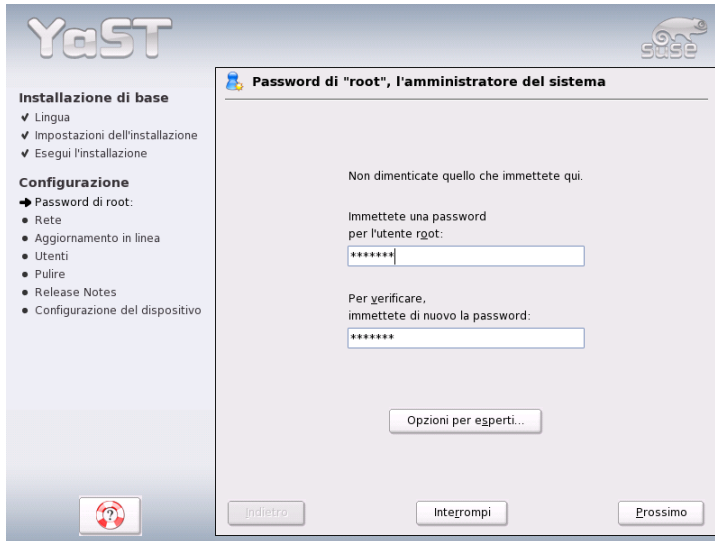 YaST
SUSE
Installazione di base
Lingua
Impostazioni dell'installazione
Esegui l'installazione
Configurazione
Password di root:
Rete
Aggiornamento in linea
Utenti
Pulire
Release Notes
Configurazione del dispositivo
Password di "root", l'amministratore del sistema
Non dimenticate quello che immettete qui.
Immettete una password
per l'utente root:
*******
Per verificare,
immettete di nuovo la password:
*******
Opzioni per esperti...
Indietro
Interrompi
Prossimo